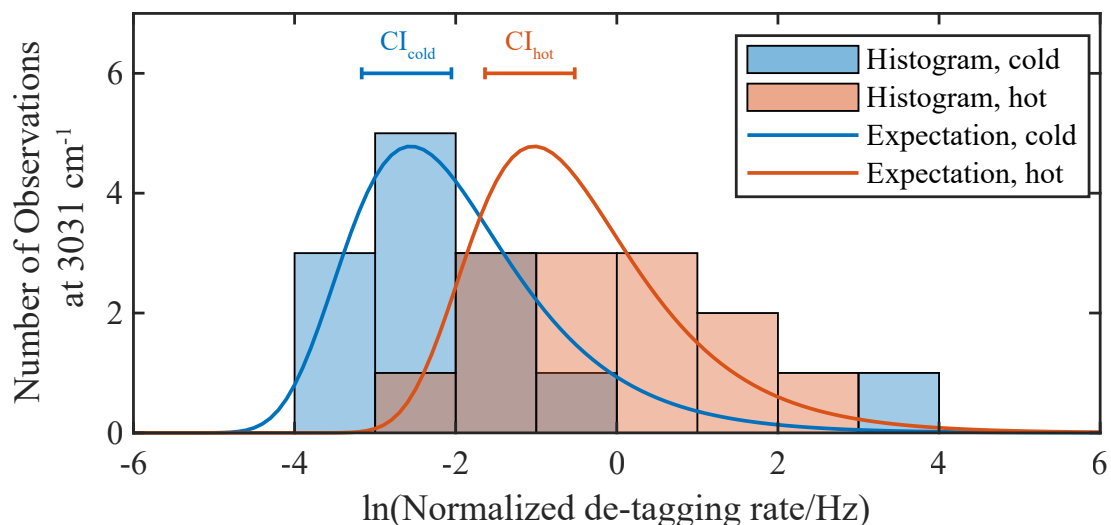 CI_cold CI_hot
Histogram, cold
Histogram, hot
Expectation, cold
Expectation, hot
Number of Observations
at 3031 cm⁻¹
6
4
2
0
-6 -4 -2 0 2 4 6
ln(Normalized de-tagging rate/Hz)